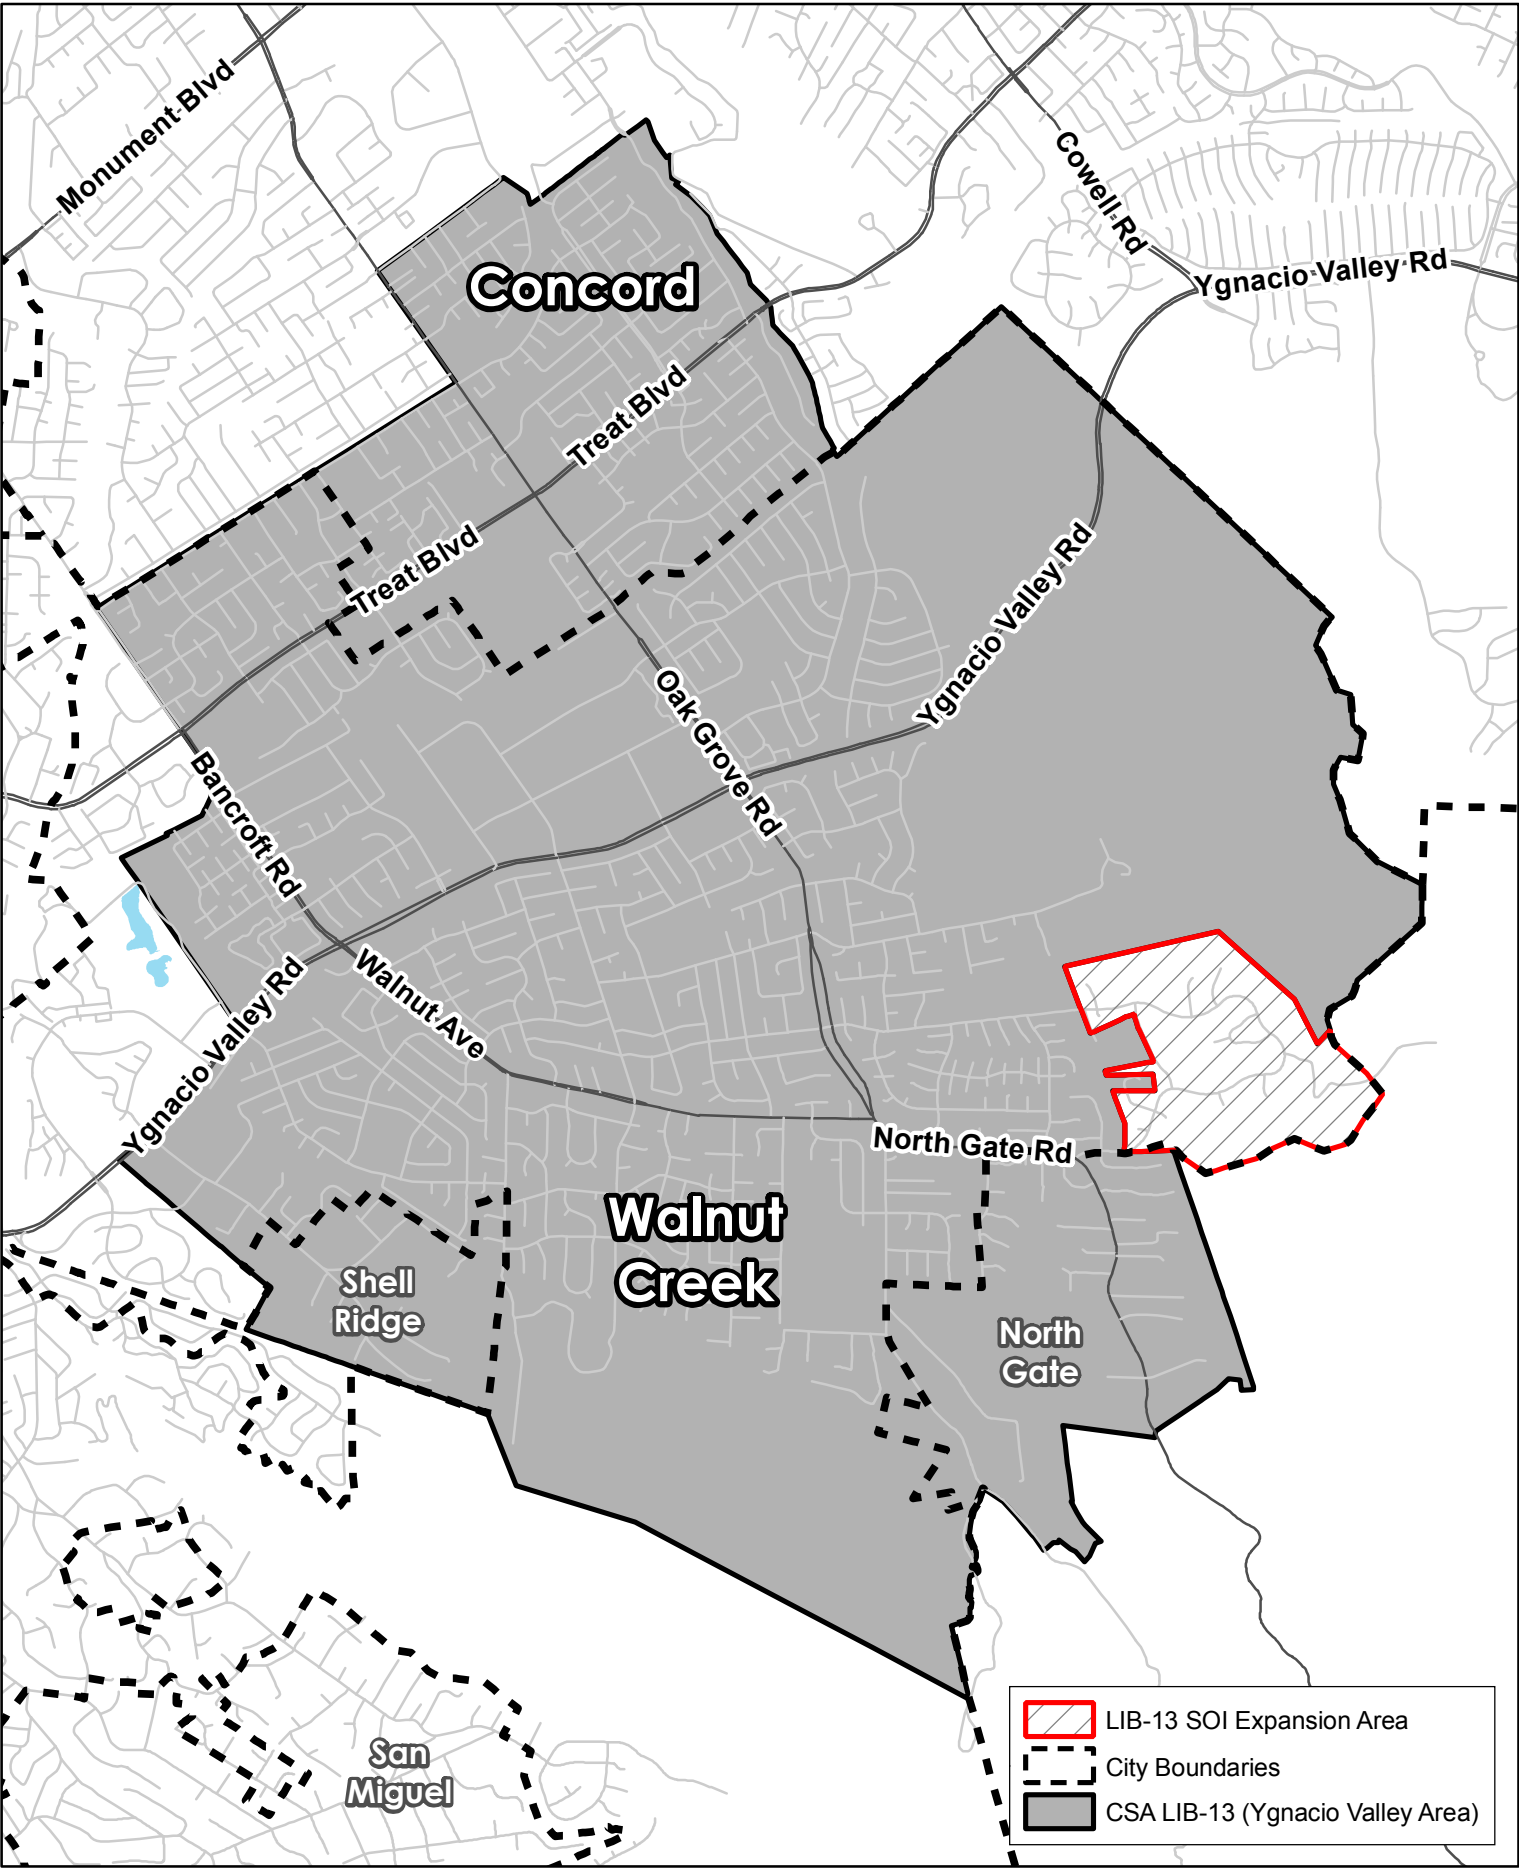 Monument Blvd
Cowell Rd
Ygnacio Valley Rd
Concord
Treat Blvd
Treat Blvd
Ygnacio Valley Rd
Oak Grove Rd
Bancroft Rd
Walnut Ave
Ygnacio Valley Rd
North Gate Rd
Walnut
Creek
Shell
Ridge
North
Gate
San
Miguel
LIB-13 SOI Expansion Area
City Boundaries
CSA LIB-13 (Ygnacio Valley Area)